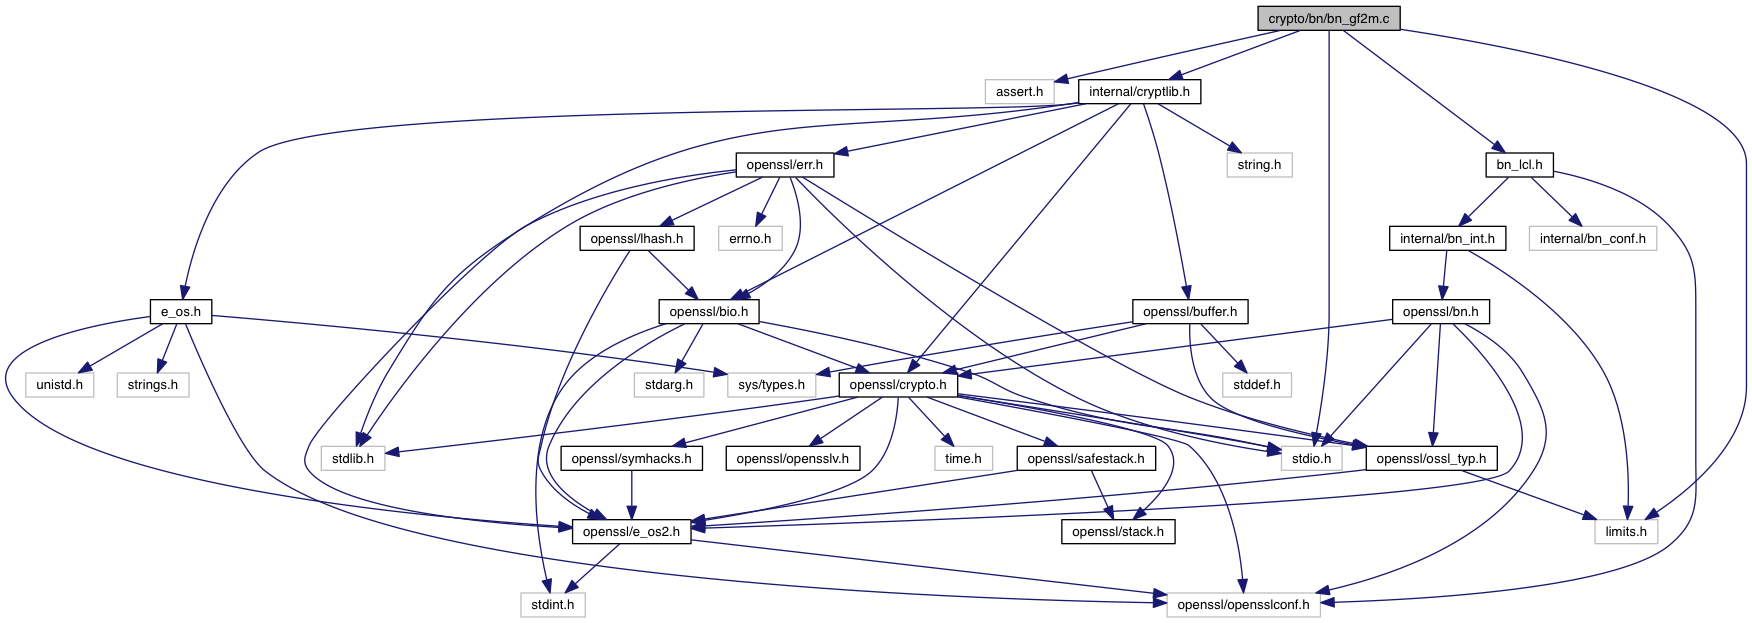 crypto/bn/bn_gf2m.c
assert.h
internal/cryptlib.h
openssl/err.h
string.h
bn_lcl.h
openssl/lhash.h
errno.h
internal/bn_int.h
internal/bn_conf.h
e_os.h
openssl/bio.h
openssl/buffer.h
openssl/bn.h
unistd.h
strings.h
stdarg.h
sys/types.h
openssl/crypto.h
stddef.h
stdlib.h
openssl/symhacks.h
openssl/opensslv.h
time.h
openssl/safestack.h
stdio.h
openssl/ossl_typ.h
openssl/e_os2.h
openssl/stack.h
limits.h
stdint.h
openssl/opensslconf.h